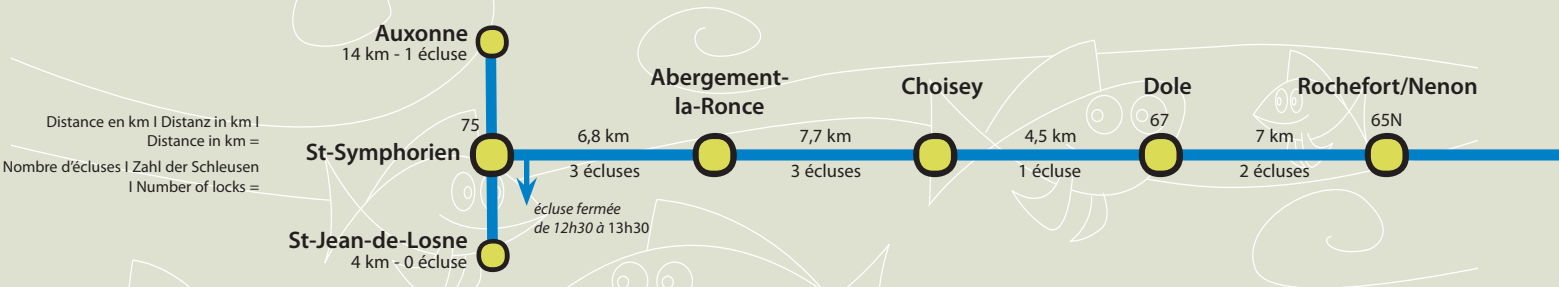 Auxonne
14 km - 1 écluse
Abergement-
la-Ronce
Choisey
Dole
Rochefort/Nenon
Distance en km I Distanz in km I
Distance in km =
Nombre d'écluses I Zahl der Schleusen
I Number of locks =
75
St-Symphorien
6,8 km
3 écluses
7,7 km
3 écluses
4,5 km
1 écluse
67
7 km
2 écluses
65N
écluse fermée
de 12h30 à 13h30
St-Jean-de-Losne
4 km - 0 écluse